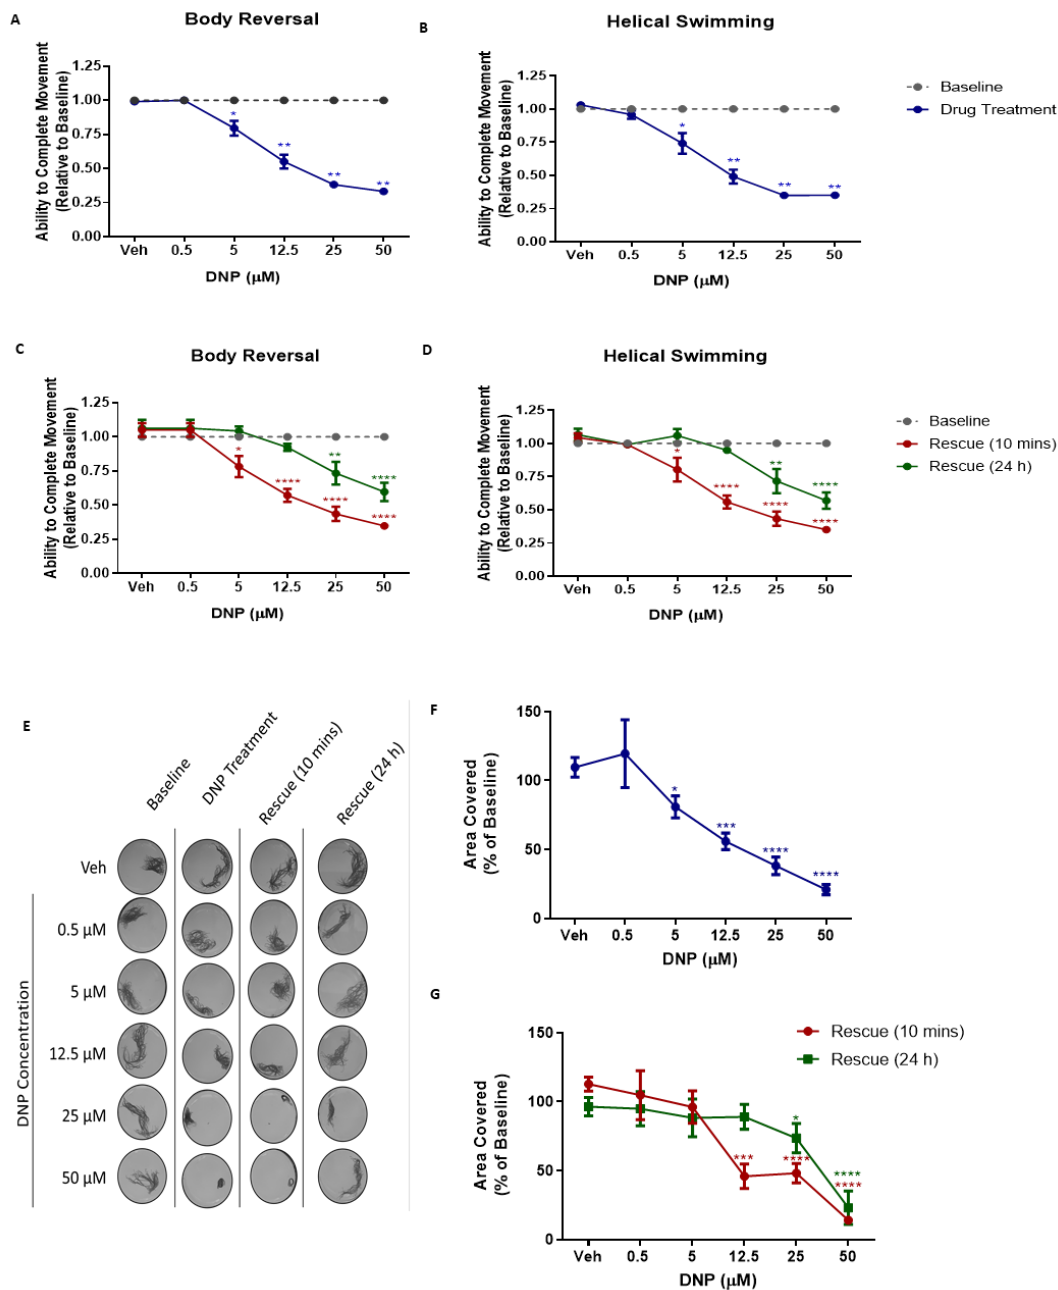 A
Body Reversal
Ability to Complete Movement
(Relative to Baseline)
1.25
1.00
0.75
0.50
0.25
0.00
*
**
**
**
Veh 0.5 5 12.5 25 50
DNP (μM)
B
Helical Swimming
Ability to Complete Movement
(Relative to Baseline)
1.25
1.00
0.75
0.50
0.25
0.00
*
**
**
**
Veh 0.5 5 12.5 25 50
DNP (μM)
Baseline
Drug Treatment
C
Body Reversal
Ability to Complete Movement
(Relative to Baseline)
1.25
1.00
0.75
0.50
0.25
0.00
*
****
**
****
****
****
Veh 0.5 5 12.5 25 50
DNP (μM)
D
Helical Swimming
Ability to Complete Movement
(Relative to Baseline)
1.25
1.00
0.75
0.50
0.25
0.00
*
****
**
****
****
****
Veh 0.5 5 12.5 25 50
DNP (μM)
Baseline
Rescue (10 mins)
Rescue (24 h)
E
Baseline
DNP Treatment
Rescue (10 mins)
Rescue (24 h)
DNP Concentration
Veh
0.5 μM
5 μM
12.5 μM
25 μM
50 μM
F
Area Covered
(% of Baseline)
150
100
50
0
*
***
****
****
Veh 0.5 5 12.5 25 50
DNP (μM)
G
Area Covered
(% of Baseline)
150
100
50
0
Rescue (10 mins)
Rescue (24 h)
***
*
****
****
****
Veh 0.5 5 12.5 25 50
DNP (μM)